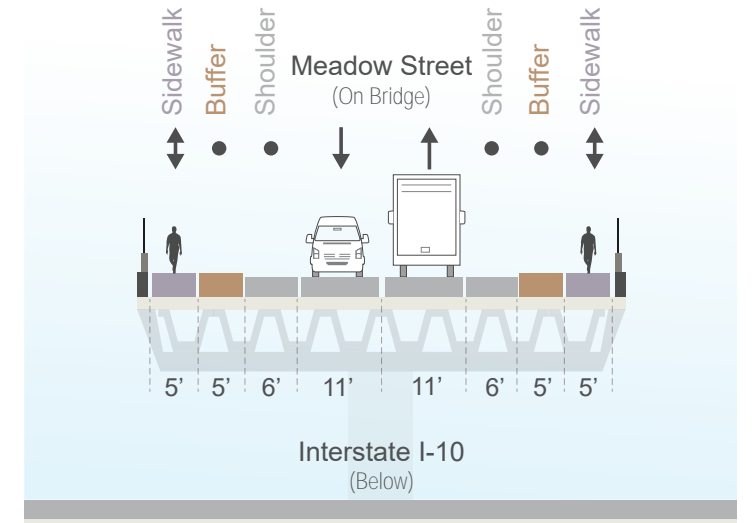 Sidewalk
Buffer
Shoulder
Meadow Street
(On Bridge)
Shoulder
Buffer
Sidewalk
5’ 5’ 6’ 11’ 11’ 6’ 5’ 5’
Interstate I-10
(Below)